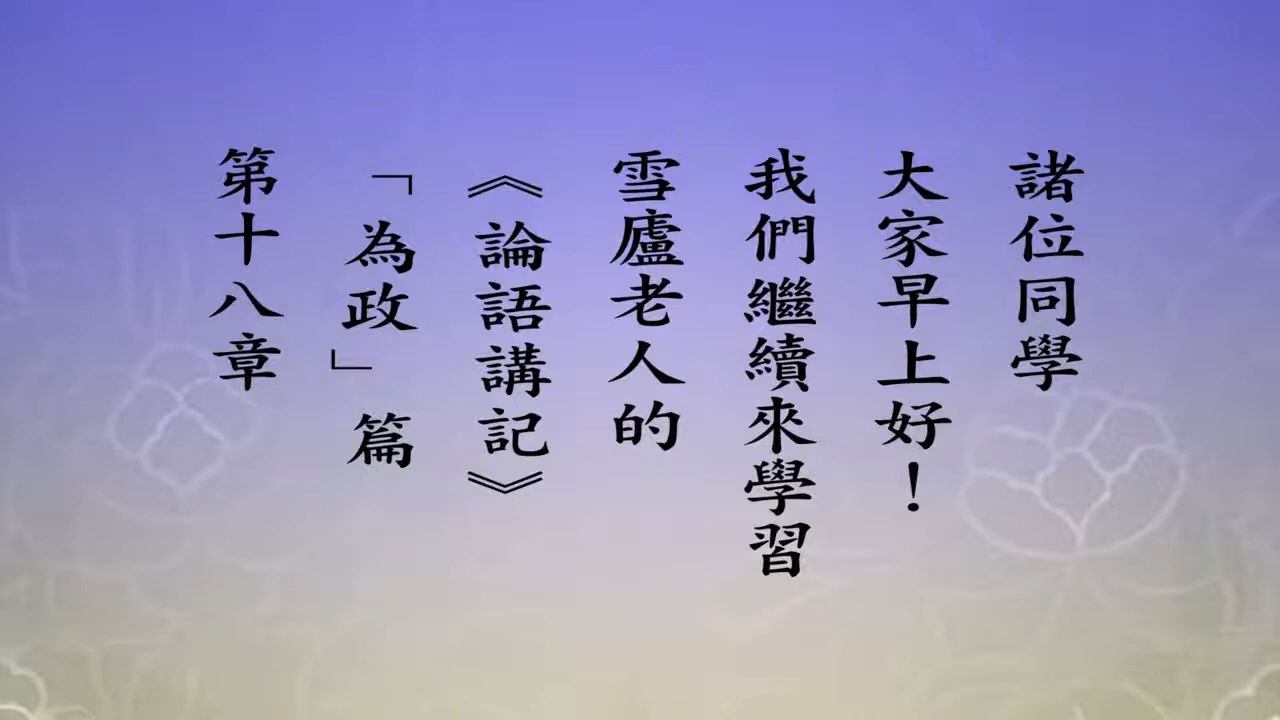 諸位同學
大家早上好！
我們繼續來學習
雪廬老人的
《論語講記》
「為政」篇
第十八章